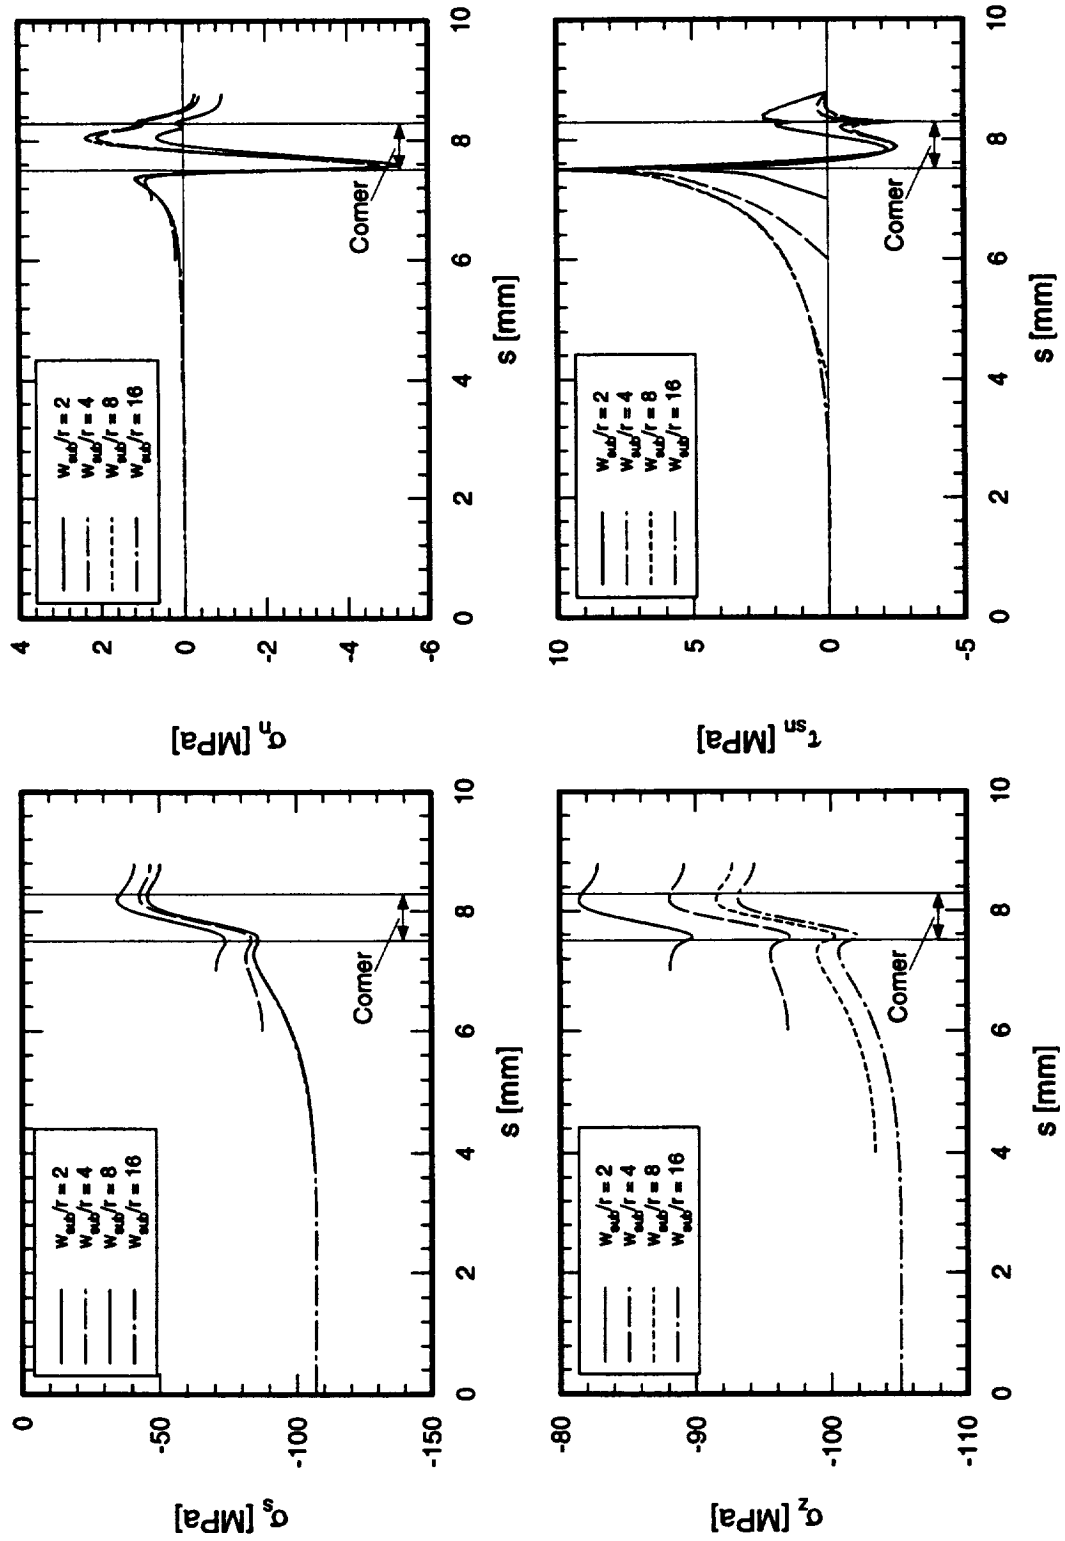 σs [MPa]
0
-50
-100
-150
Wsub/r = 2
Wsub/r = 4
Wsub/r = 8
Wsub/r = 16
Corner
0
2
4
6
8
10
s [mm]
σn [MPa]
4
2
0
-2
-4
-6
Wsub/r = 2
Wsub/r = 4
Wsub/r = 8
Wsub/r = 16
Corner
0
2
4
6
8
10
s [mm]
σz [MPa]
-80
-90
-100
-110
Wsub/r = 2
Wsub/r = 4
Wsub/r = 8
Wsub/r = 16
Corner
0
2
4
6
8
10
s [mm]
τsn [MPa]
10
5
0
-5
Wsub/r = 2
Wsub/r = 4
Wsub/r = 8
Wsub/r = 16
Corner
0
2
4
6
8
10
s [mm]